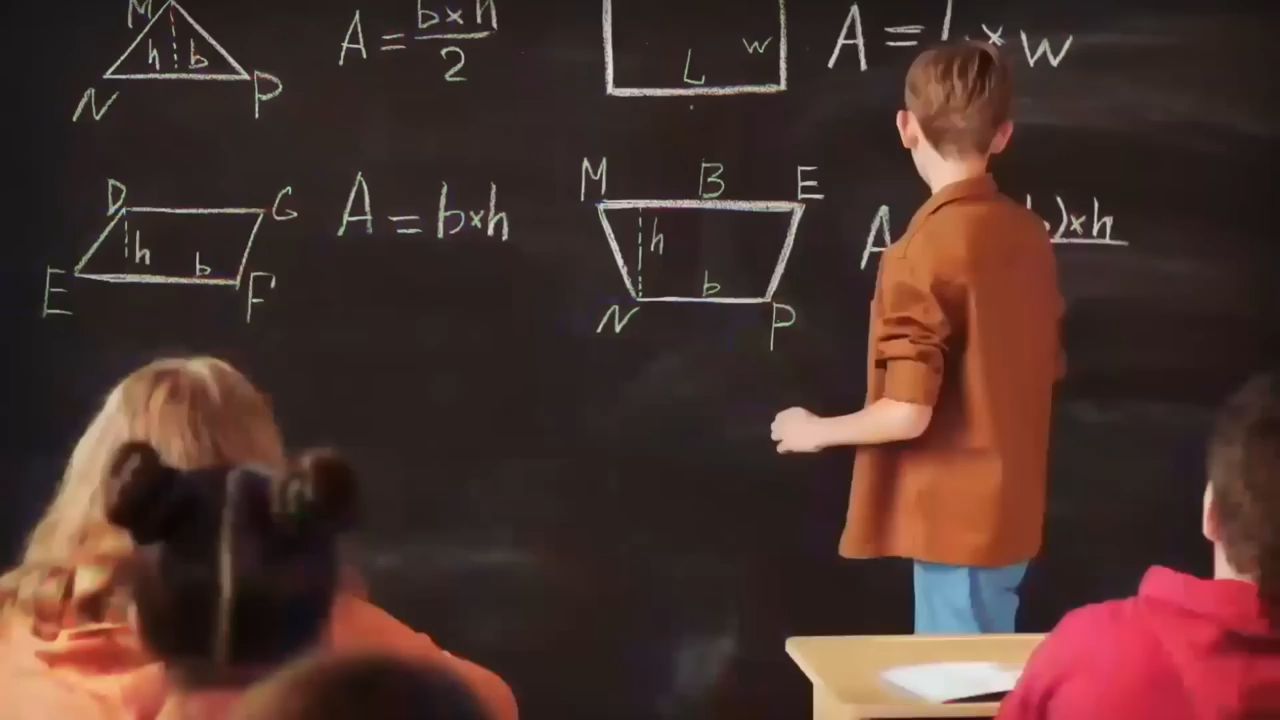 M
h b
N P
A = b×h
2
L w
A = L × w
D G
h
b
E F
A = b×h
M B E
h
b
N P
A )×h